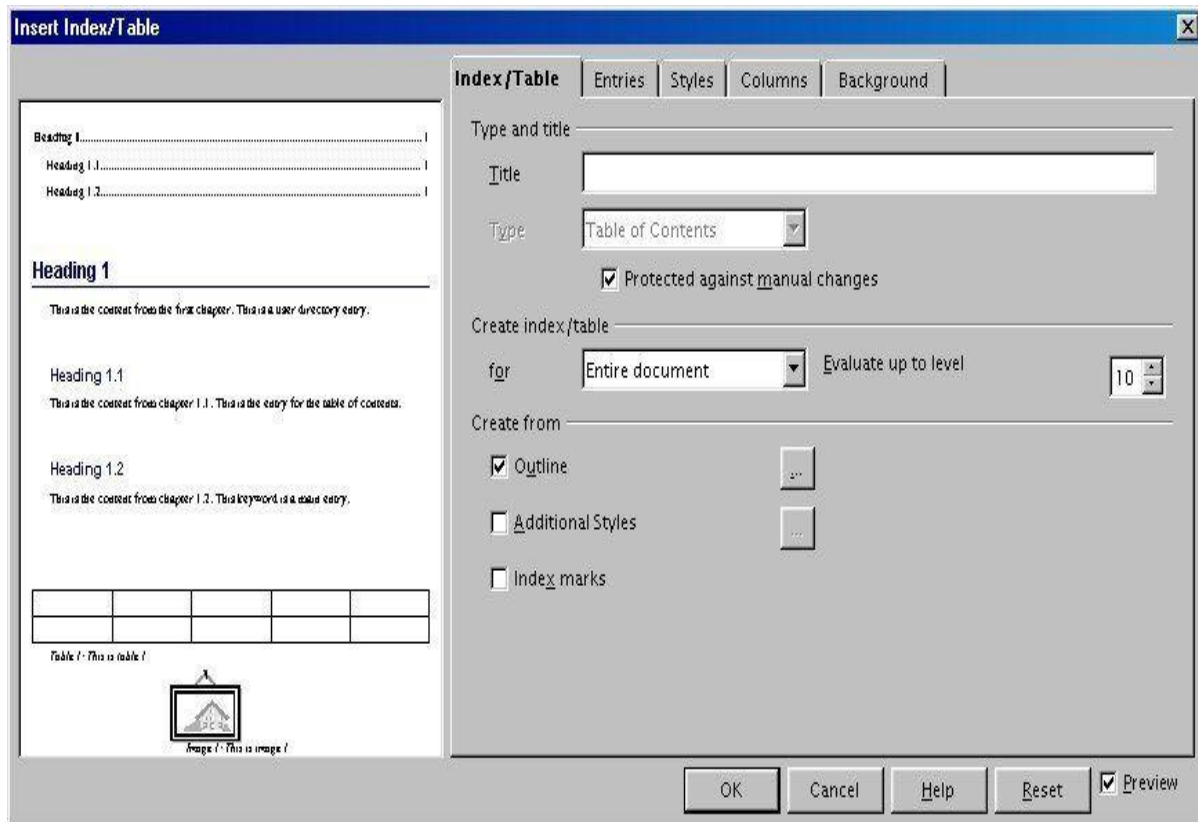 Insert Index/Table
Index/Table Entries Styles Columns Background
Heading 1 1
Heading 1.1 1
Heading 1.2 1
Heading 1
This is the content from the first chapter. This is a user directory entry.
Heading 1.1
This is the content from chapter 1.1. This is the entry for the table of contents.
Heading 1.2
This is the content from chapter 1.2. This keyword is a main entry.
Table 1: This is table 1
Image 1: This is image 1
Type and title
Title
Type Table of Contents
Protected against manual changes
Create index/table
for Entire document Evaluate up to level 10
Create from
Outline ...
Additional Styles ...
Index marks
OK Cancel Help Reset Preview